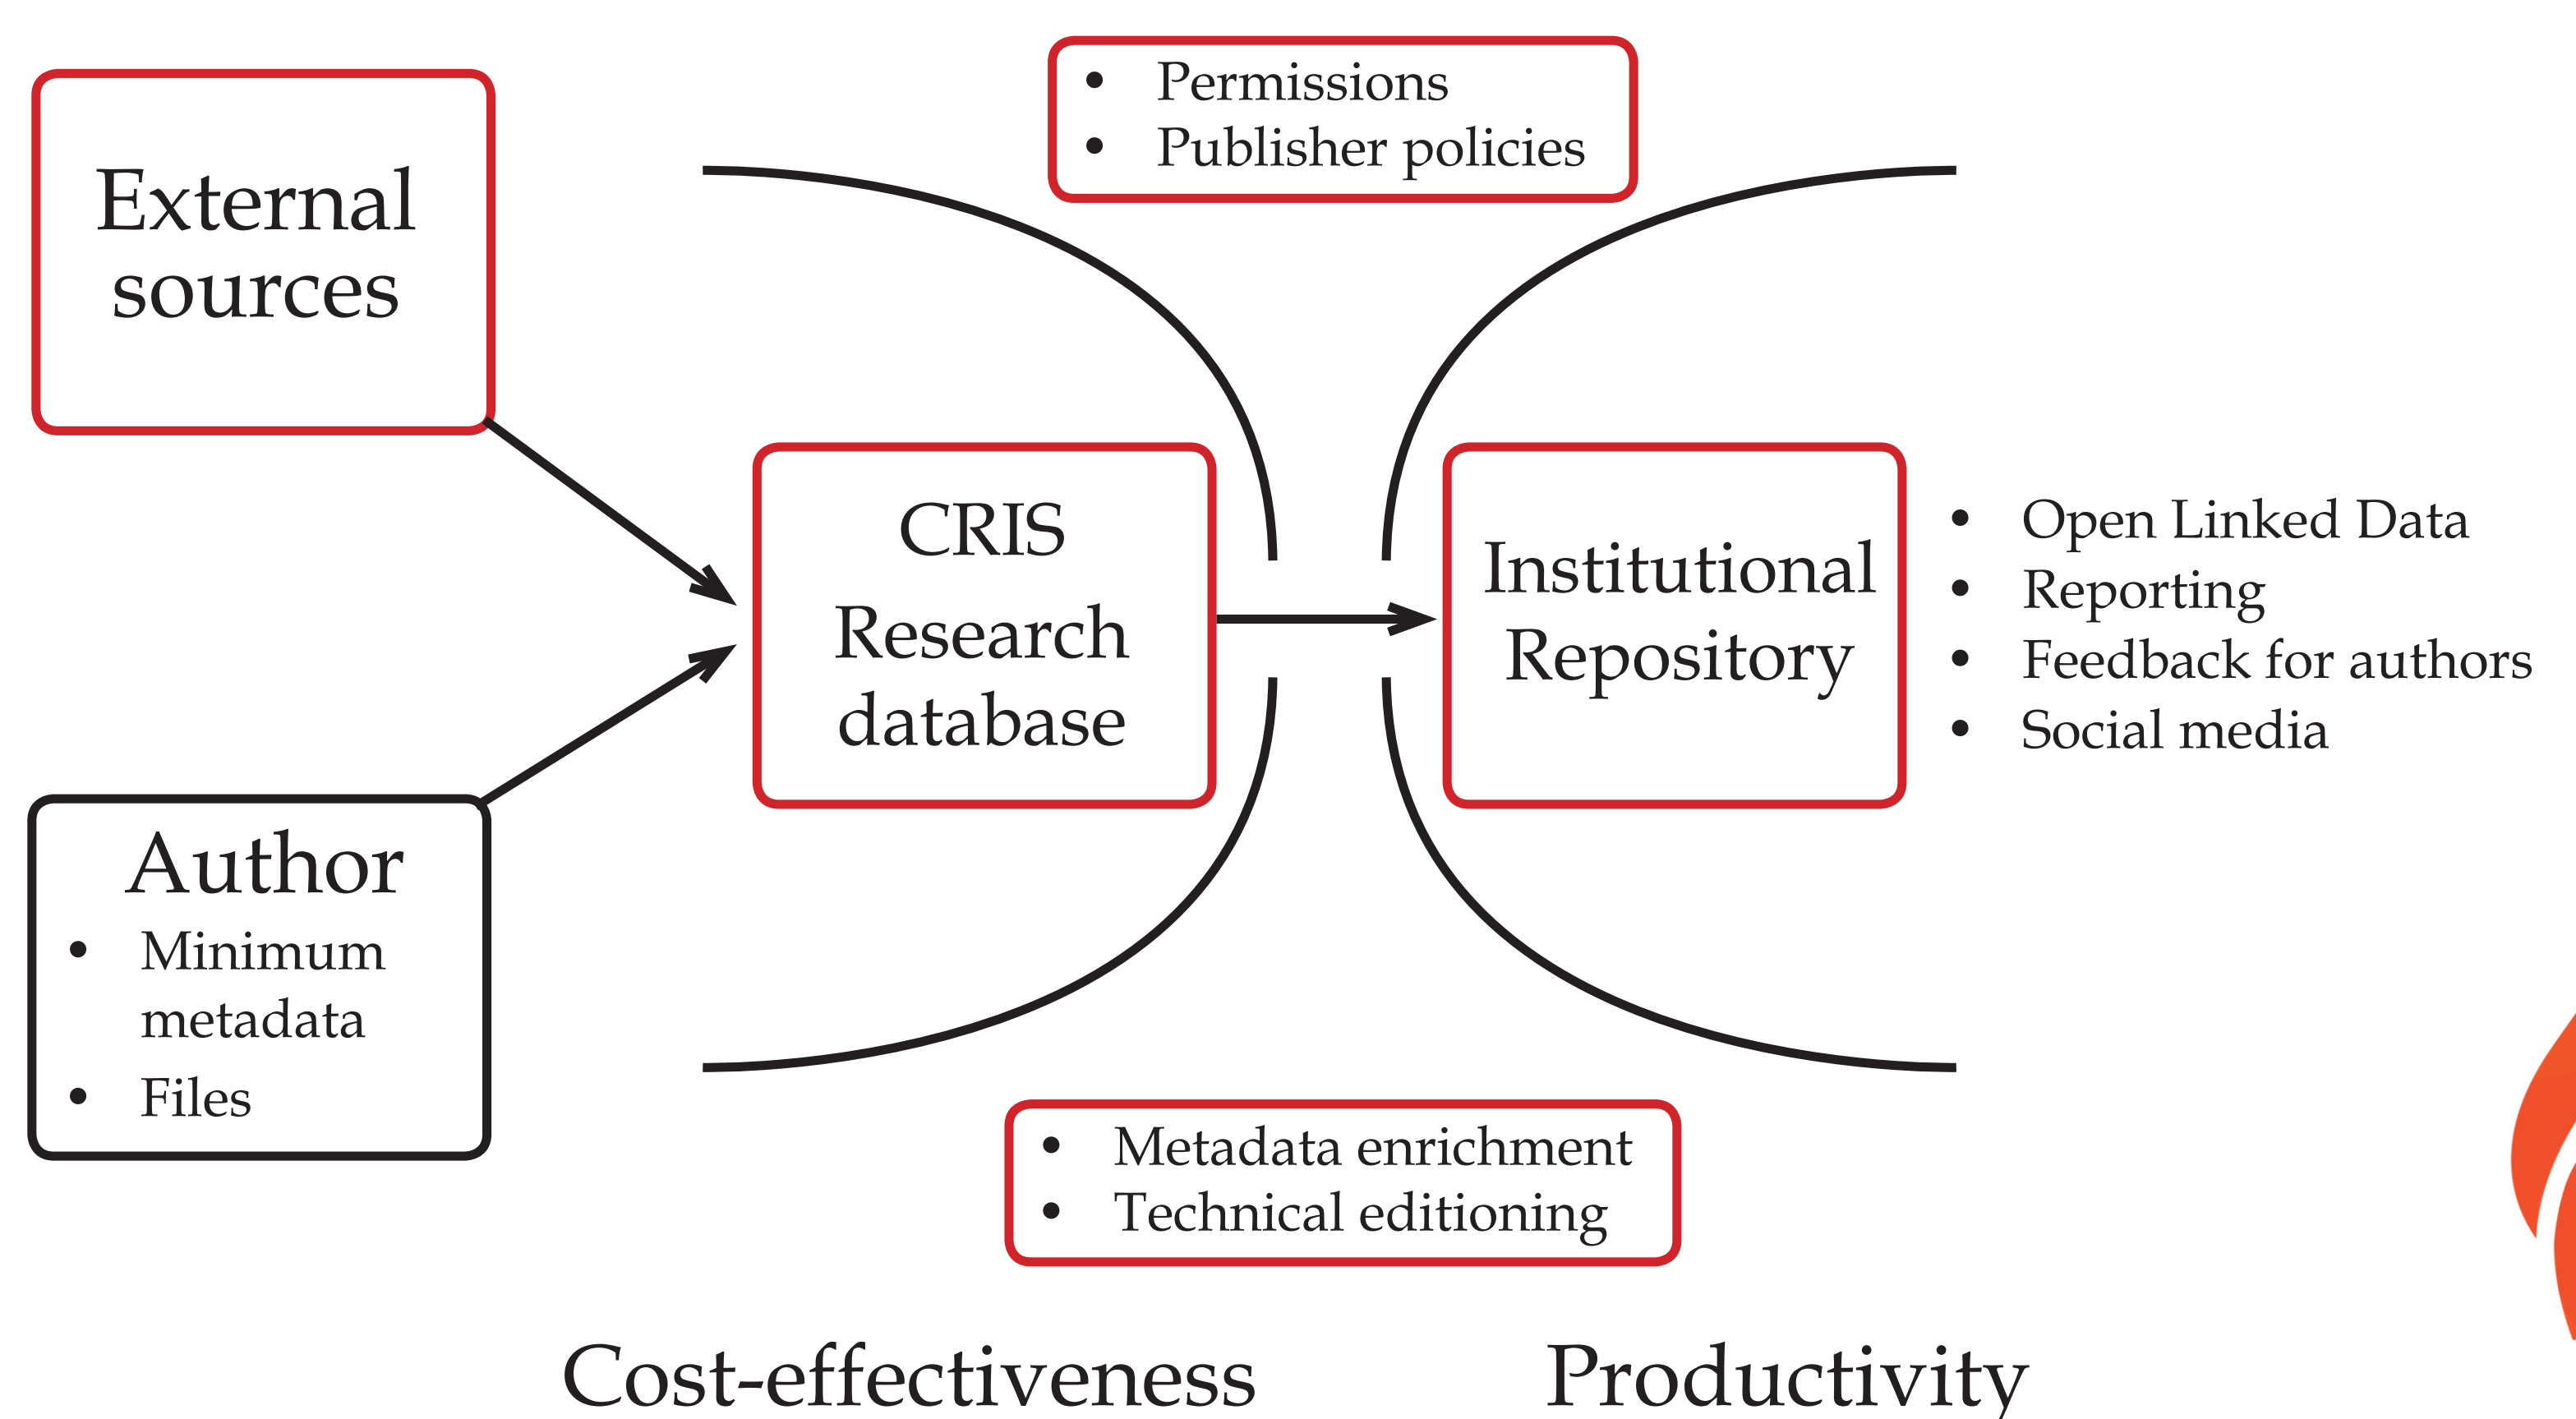 External
sources
• Permissions
• Publisher policies
CRIS
Research
database
Institutional
Repository
• Open Linked Data
• Reporting
• Feedback for authors
• Social media
Author
• Minimum
metadata
• Files
• Metadata enrichment
• Technical editioning
Cost-effectiveness
Productivity